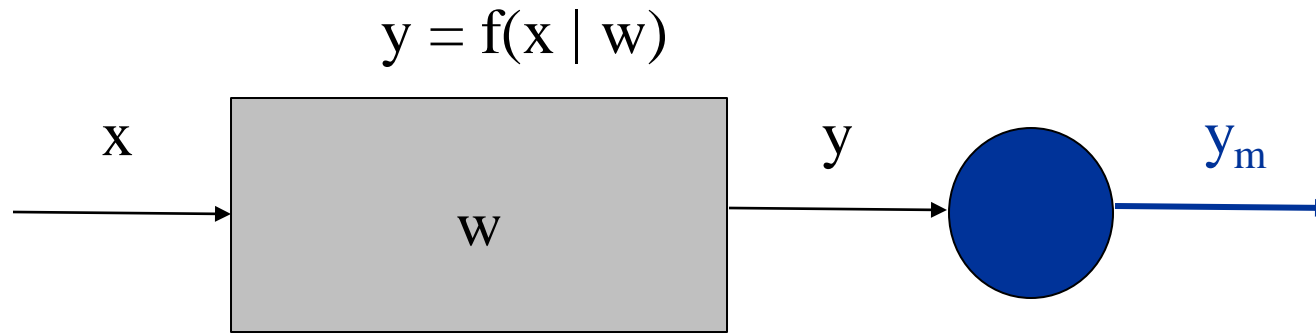 y = f(x | w)
x
w
y
yₘ